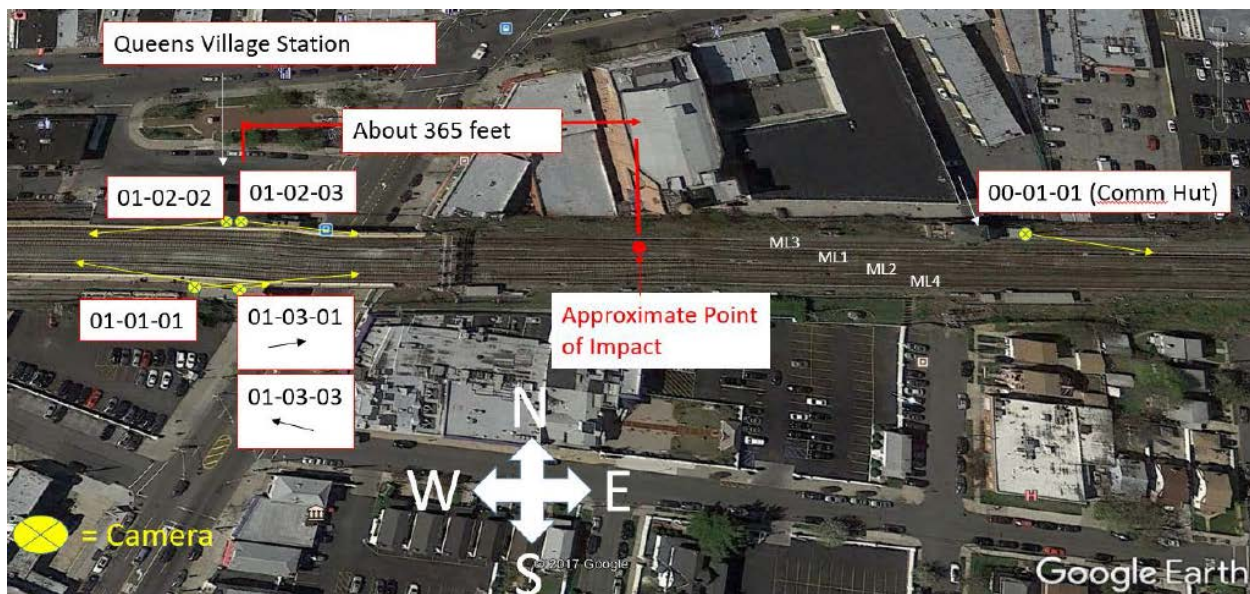 Queens Village Station
About 365 feet
01-02-02
01-02-03
00-01-01 (Comm Hut)
ML3
ML1
ML2
ML4
01-01-01
01-03-01
Approximate Point
of Impact
01-03-03
N
W
E
S
= Camera
© 2017 Google
Google Earth
H